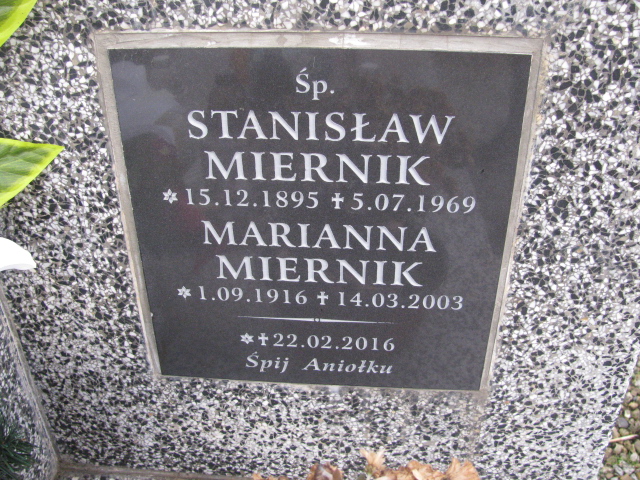 Śp.
STANISŁAW
MIERNIK
✡15.12.1895 ✝5.07.1969
MARIANNA
MIERNIK
✡1.09.1916 ✝14.03.2003
✡✝22.02.2016
Śpij Aniołku